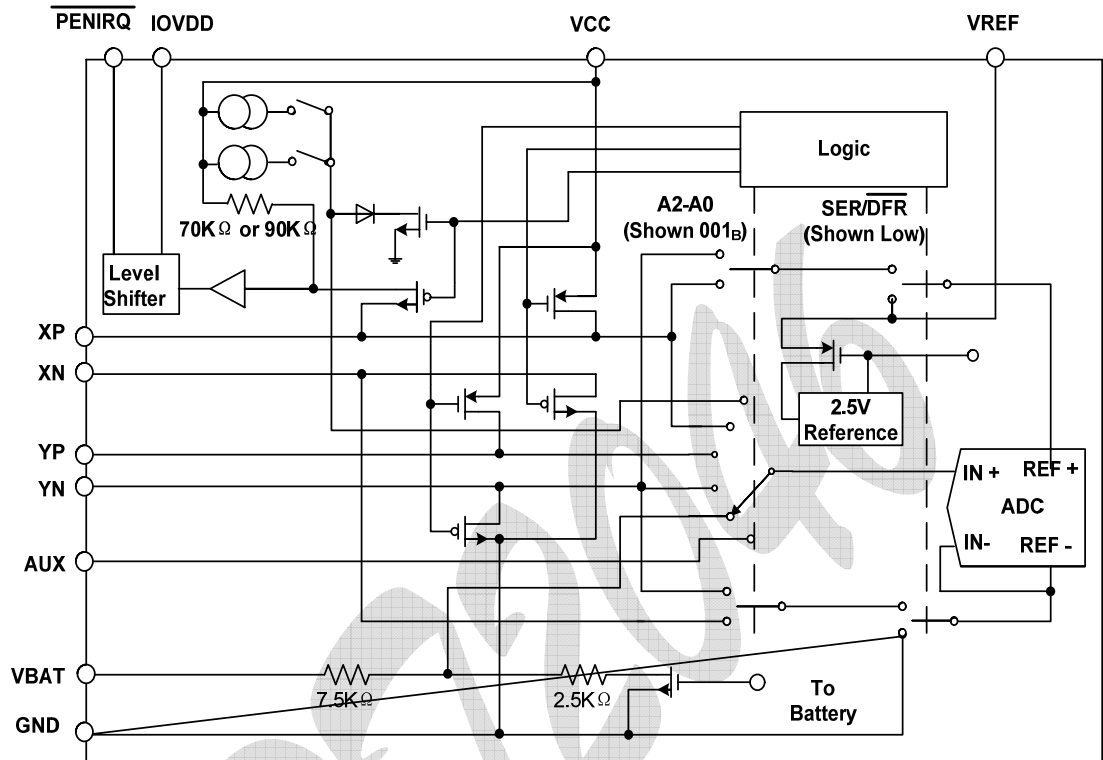 PENIRQ IOVDD VCC VREF
Logic
70KΩ or 90KΩ
A2-A0
(Shown 001B)
SER/DFR
(Shown Low)
Level
Shifter
XP
XN
2.5V
Reference
YP
YN
IN + REF +
ADC
IN- REF -
AUX
VBAT
7.5KΩ 2.5KΩ
To
Battery
GND